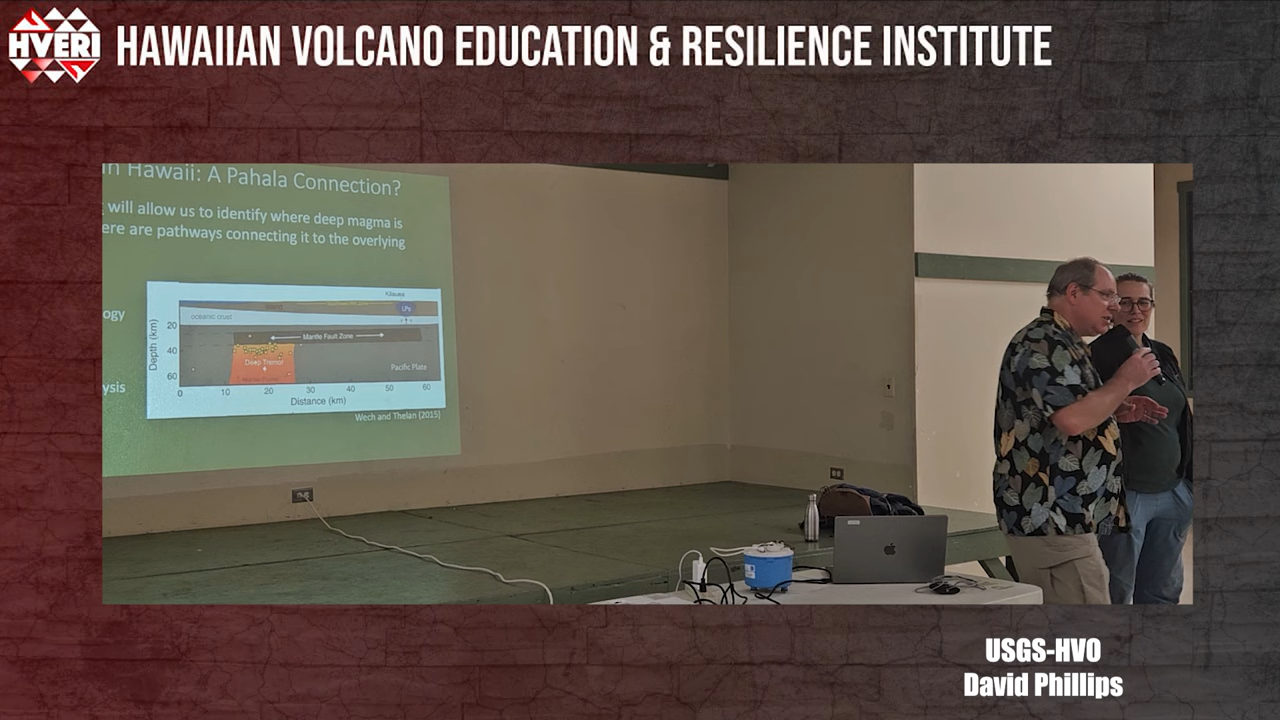 HVERI
HAWAIIAN VOLCANO EDUCATION & RESILIENCE INSTITUTE
in Hawaii: A Pahala Connection?
will allow us to identify where deep magma is
ere are pathways connecting it to the overlying
ogy
ysis
Kilauea
LPs
oceanic crust
Mantle Fault Zone
Deep Tremor
Pacific Plate
Depth (km)
20
40
60
0 10 20 30 40 50 60
Distance (km)
Wech and Thelan (2015)
USGS-HVO
David Phillips